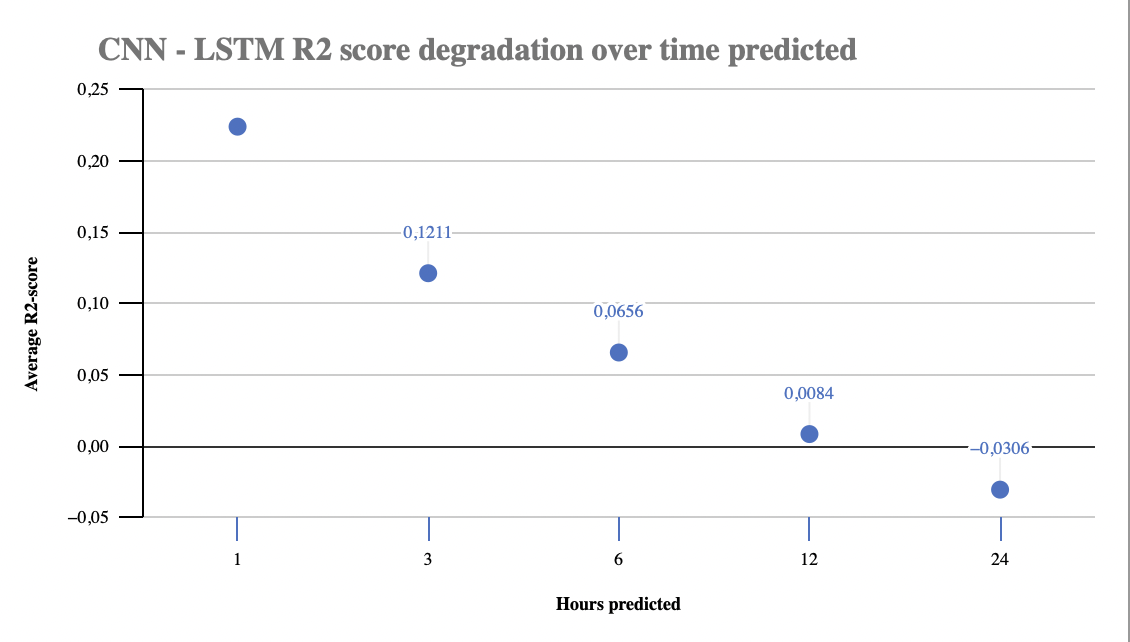 CNN - LSTM R2 score degradation over time predicted
0,25
0,20
0,15
0,1211
0,10
0,0656
0,05
0,0084
0,00
–0,0306
–0,05
Average R2-score
1 3 6 12 24
Hours predicted